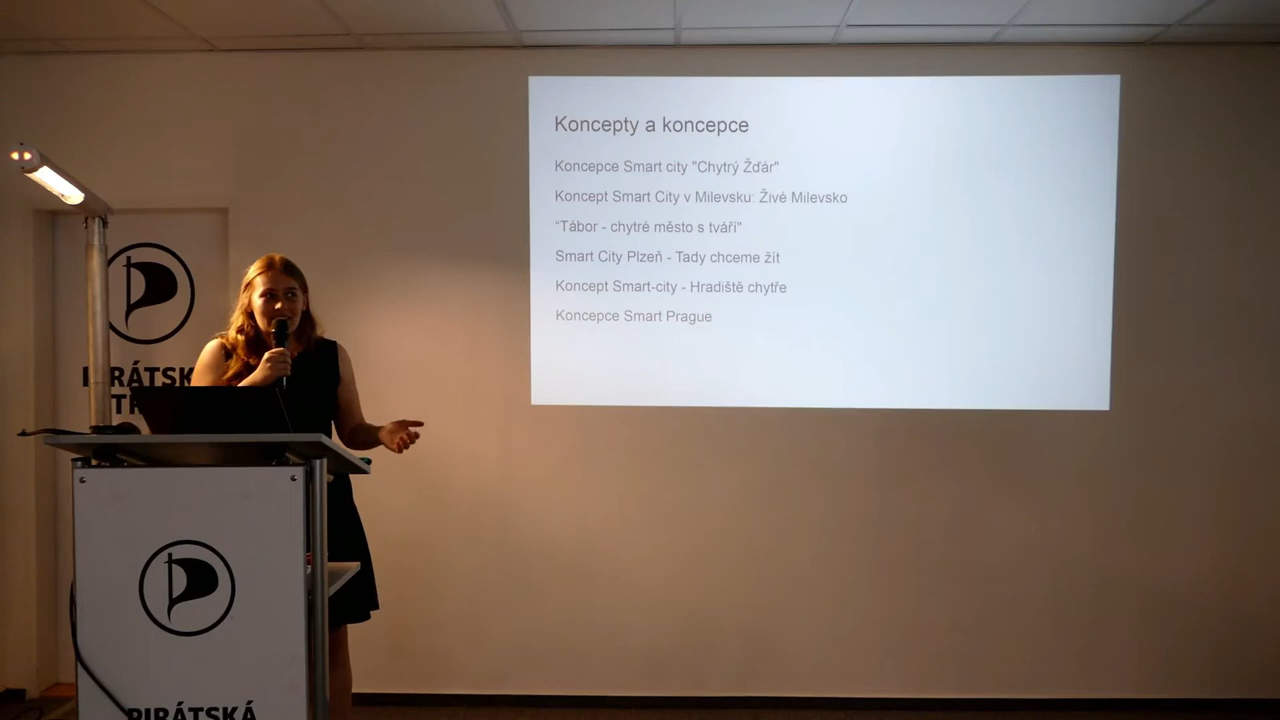 Koncepty a koncepce
Koncepce Smart city "Chytrý Žďár"
Koncept Smart City v Milevsku: Živé Milevsko
“Tábor - chytré město s tváří”
Smart City Plzeň - Tady chceme žít
Koncept Smart-city - Hradiště chytře
Koncepce Smart Prague
PIRÁTSKÁ